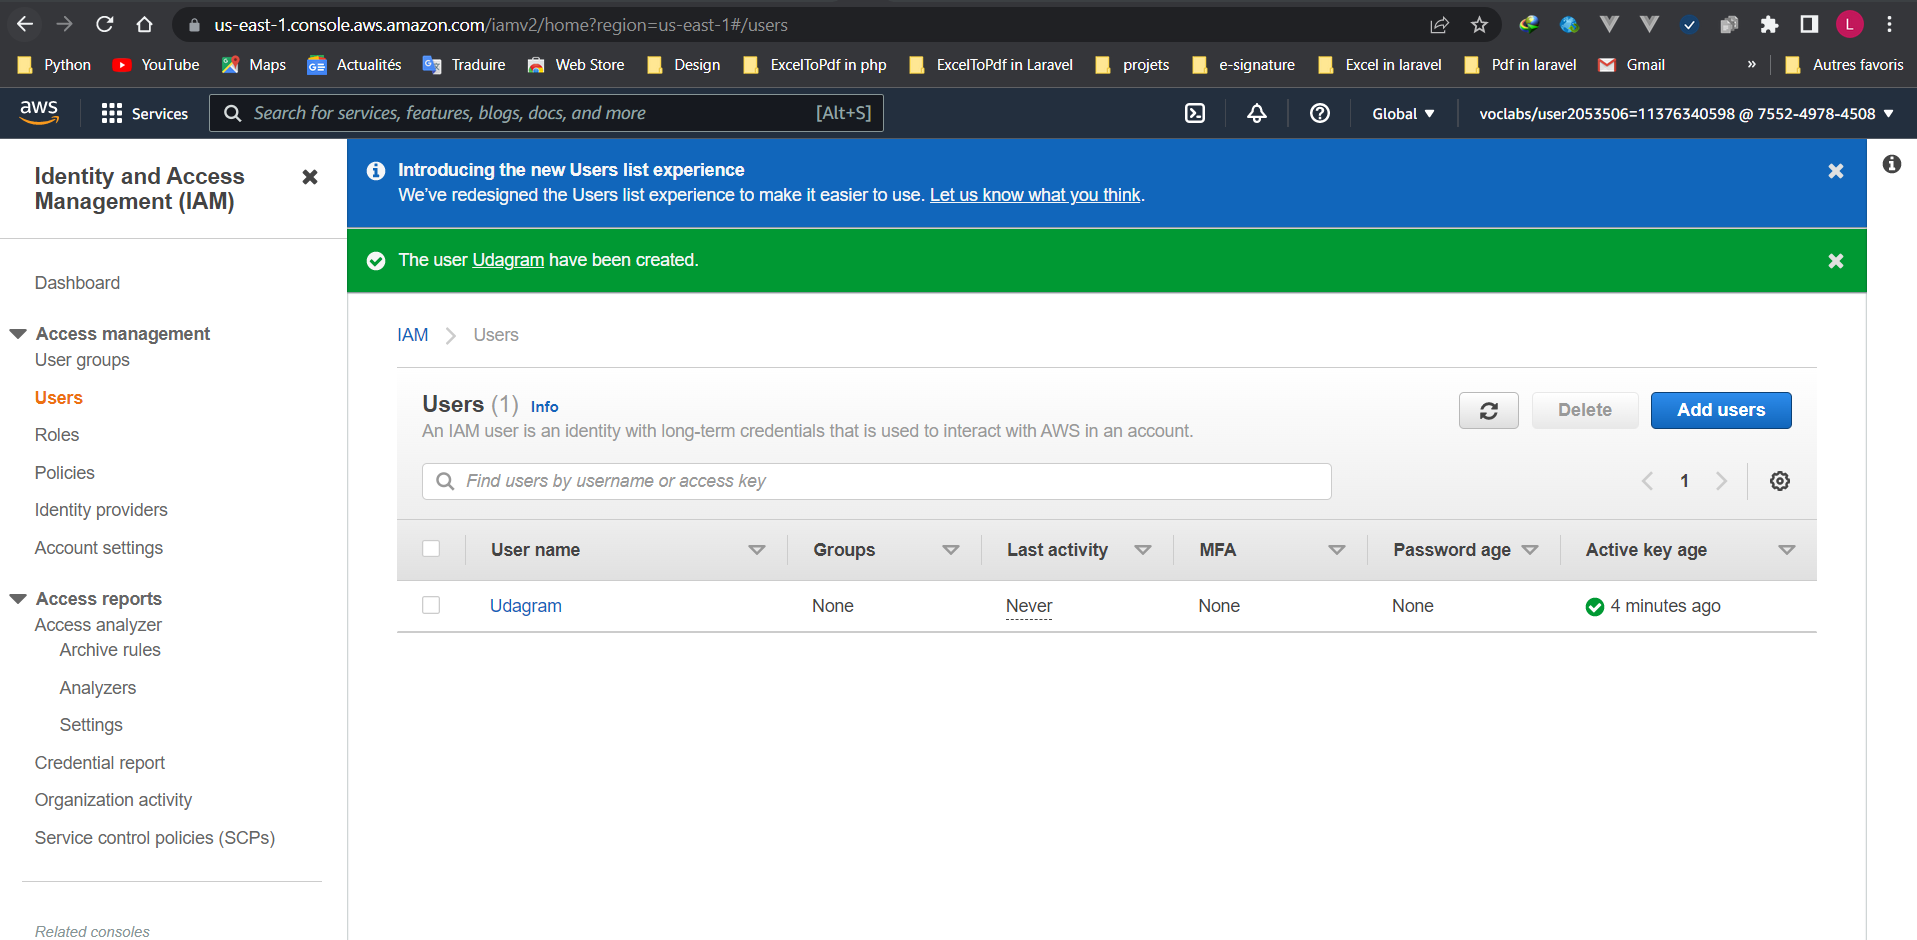 us-east-1.console.aws.amazon.com/iamv2/home?region=us-east-1#/users
L
Python YouTube Maps Actualités Traduire Web Store Design ExcelToPdf in php ExcelToPdf in Laravel projets e-signature Excel in laravel Pdf in laravel Gmail » Autres favoris
aws Services Search for services, features, blogs, docs, and more [Alt+S] Global voclabs/user2053506=11376340598 @ 7552-4978-4508
Identity and Access
Management (IAM)
Dashboard
Access management
User groups
Users
Roles
Policies
Identity providers
Account settings
Access reports
Access analyzer
Archive rules
Analyzers
Settings
Credential report
Organization activity
Service control policies (SCPs)
Related consoles
Introducing the new Users list experience
We've redesigned the Users list experience to make it easier to use. Let us know what you think.
The user Udagram have been created.
IAM Users
Users (1) Info
An IAM user is an identity with long-term credentials that is used to interact with AWS in an account.
Delete Add users
Find users by username or access key
1
User name Groups Last activity MFA Password age Active key age
Udagram None Never None None 4 minutes ago